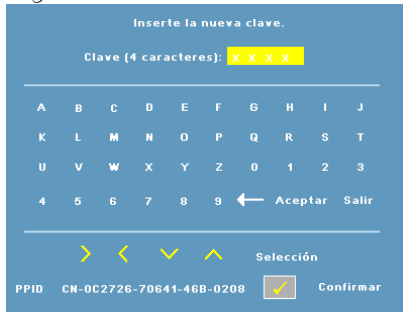 Inserte la nueva clave.
Clave (4 caracteres): X X X X
A B C D E F G H I J
K L M N O P Q R S T
U V W X Y Z 0 1 2 3
4 5 6 7 8 9 ← Aceptar Salir
> < Selección
PPID CN-0C2726-70641-46B-0208 ✓ Confirmar